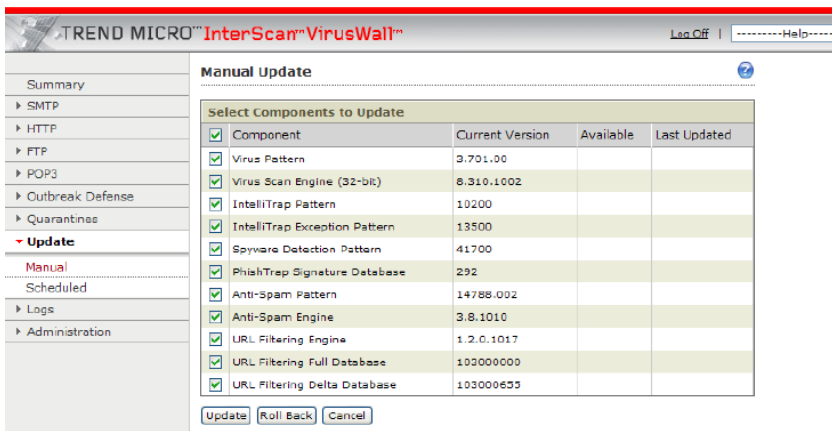 TREND MICRO™ InterScan™ VirusWall™
Log Off | ---------Help-----
Summary
SMTP
HTTP
FTP
POP3
Outbreak Defense
Quarantines
Update
Manual
Scheduled
Logs
Administration
Manual Update
?
Select Components to Update
Component Current Version Available Last Updated
Virus Pattern 3.701.00
Virus Scan Engine (32-bit) 8.310.1002
IntelliTrap Pattern 10200
IntelliTrap Exception Pattern 13500
Spyware Detection Pattern 41700
PhishTrap Signature Database 292
Anti-Spam Pattern 14788.002
Anti-Spam Engine 3.8.1010
URL Filtering Engine 1.2.0.1017
URL Filtering Full Database 103000000
URL Filtering Delta Database 103000655
Update Roll Back Cancel